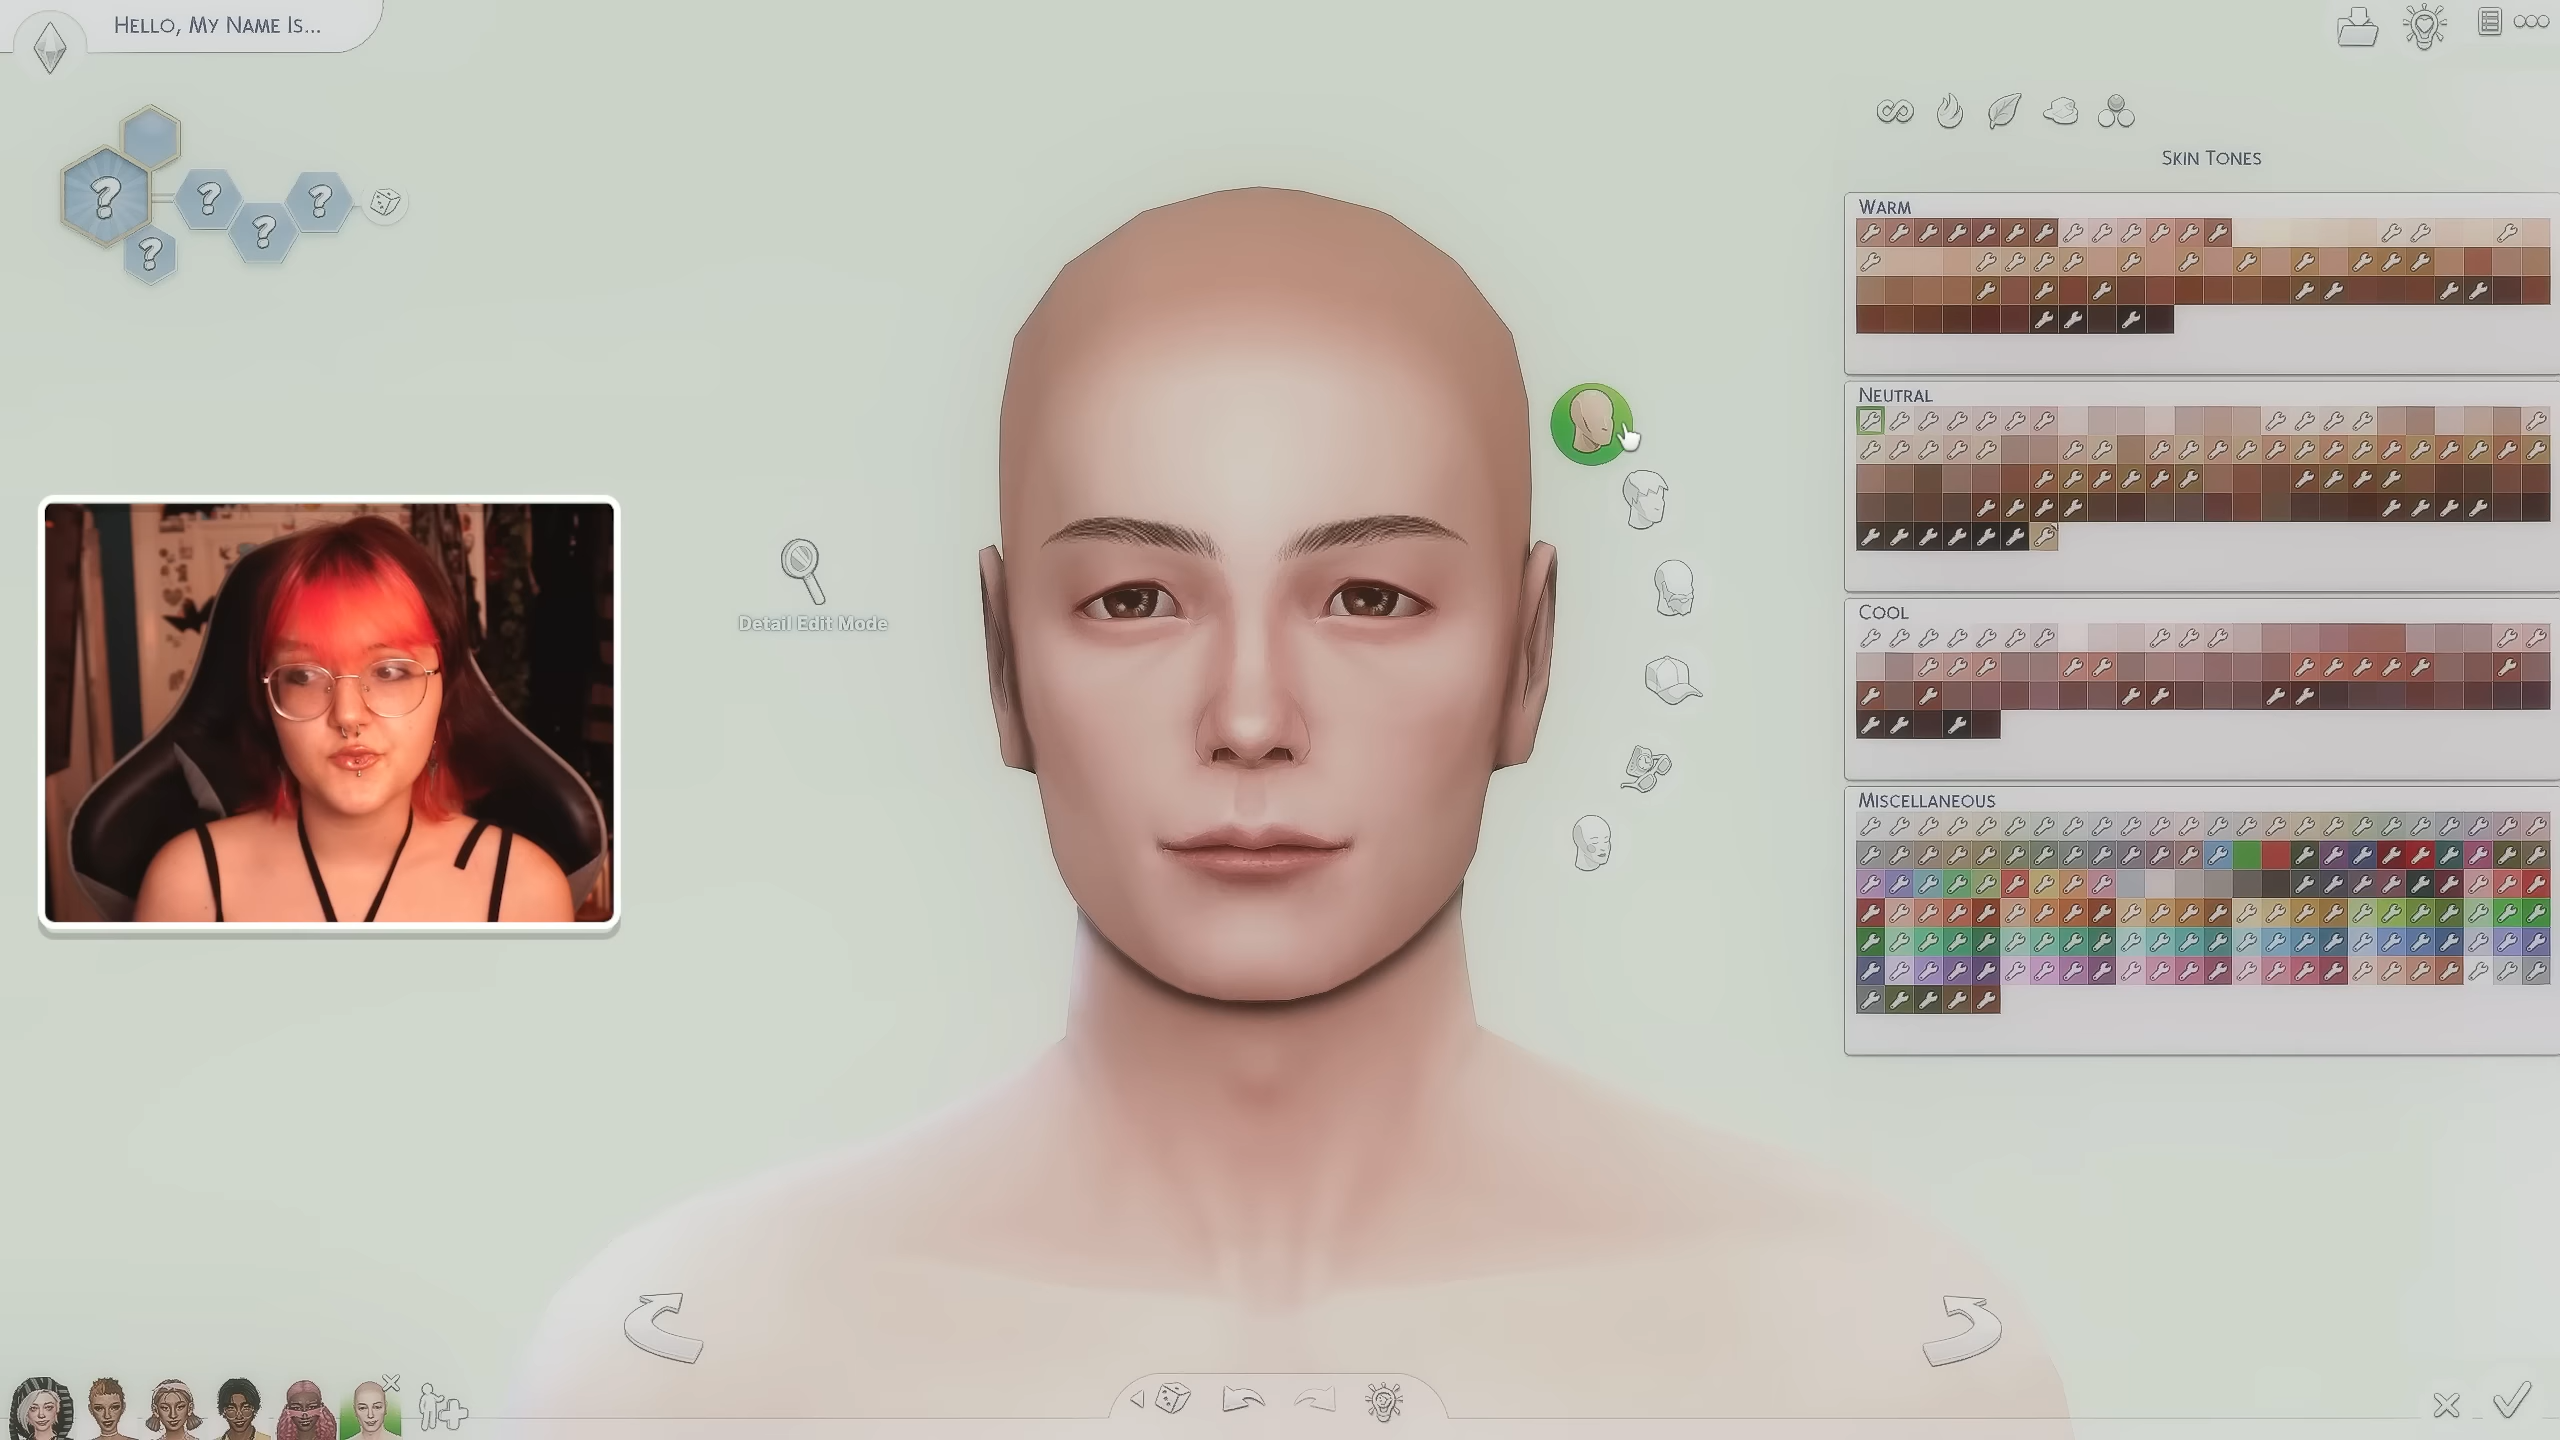 HELLO, MY NAME IS...
SKIN TONES
WARM
NEUTRAL
COOL
MISCELLANEOUS
Detail Edit Mode